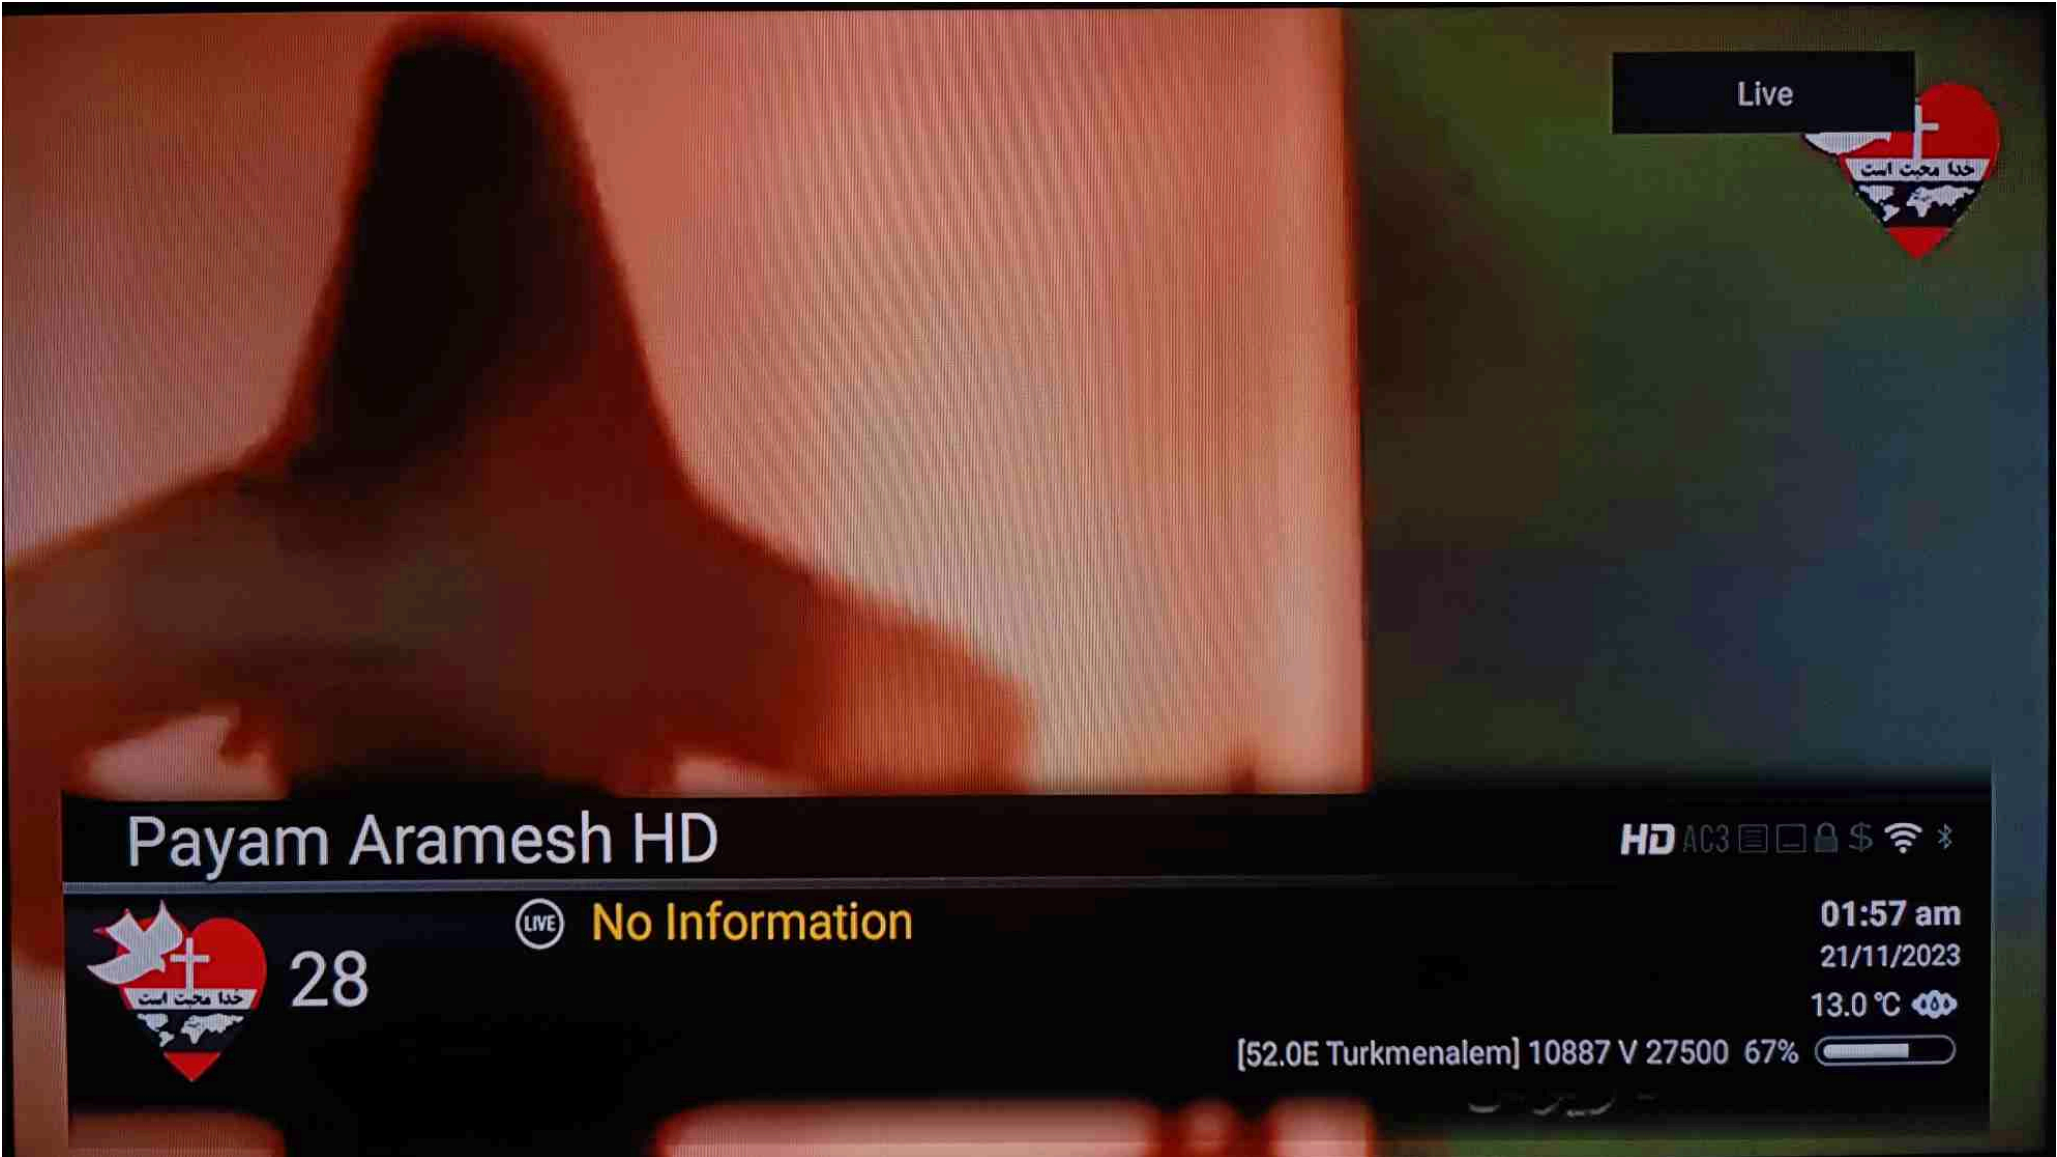 Live
خدا محبت است
Payam Aramesh HD
HD AC3 $
LIVE No Information
01:57 am
28
21/11/2023
خدا محبت است
13.0 °C
[52.0E Turkmenalem] 10887 V 27500 67%